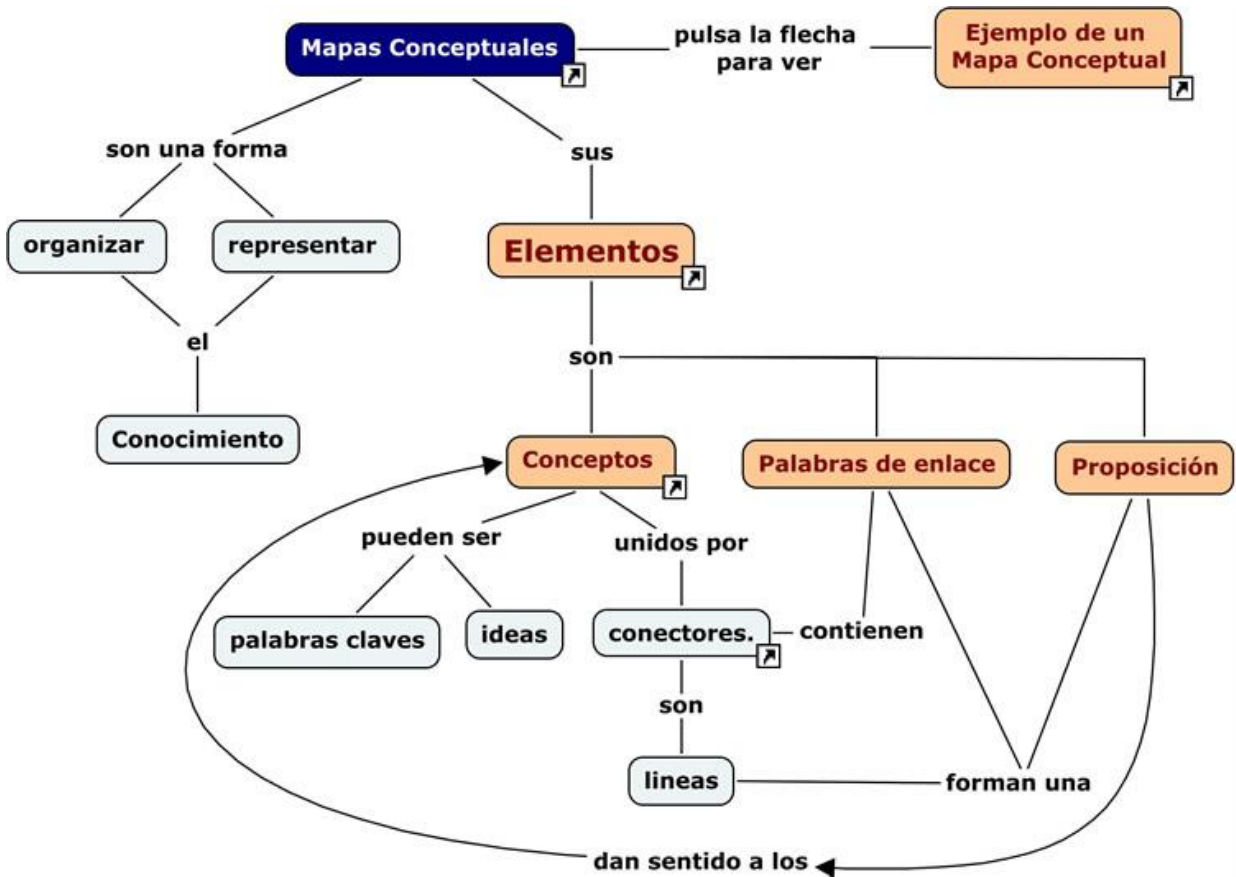 Mapas Conceptuales
pulsa la flecha
para ver
Ejemplo de un
Mapa Conceptual
son una forma
sus
organizar
representar
Elementos
el
son
Conocimiento
Conceptos
Palabras de enlace
Proposición
pueden ser
unidos por
palabras claves
ideas
conectores.
contienen
son
lineas
forman una
dan sentido a los